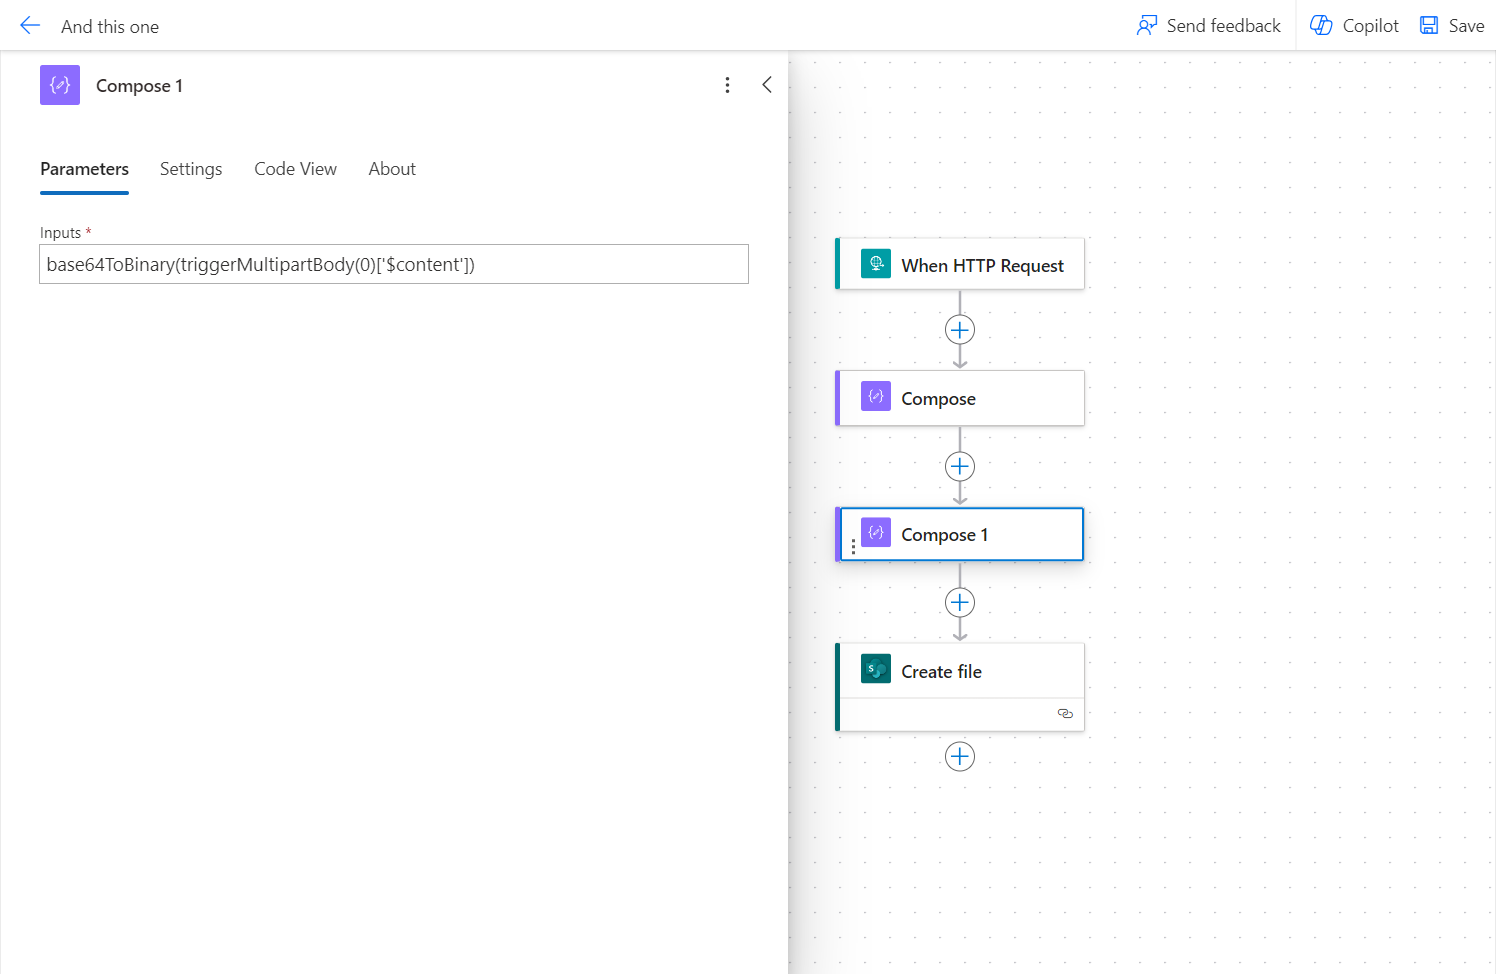 And this one
Send feedback
Copilot
Save
Compose 1
Parameters
Settings
Code View
About
Inputs *
base64ToBinary(triggerMultipartBody(0)['$content'])
When HTTP Request
Compose
Compose 1
Create file